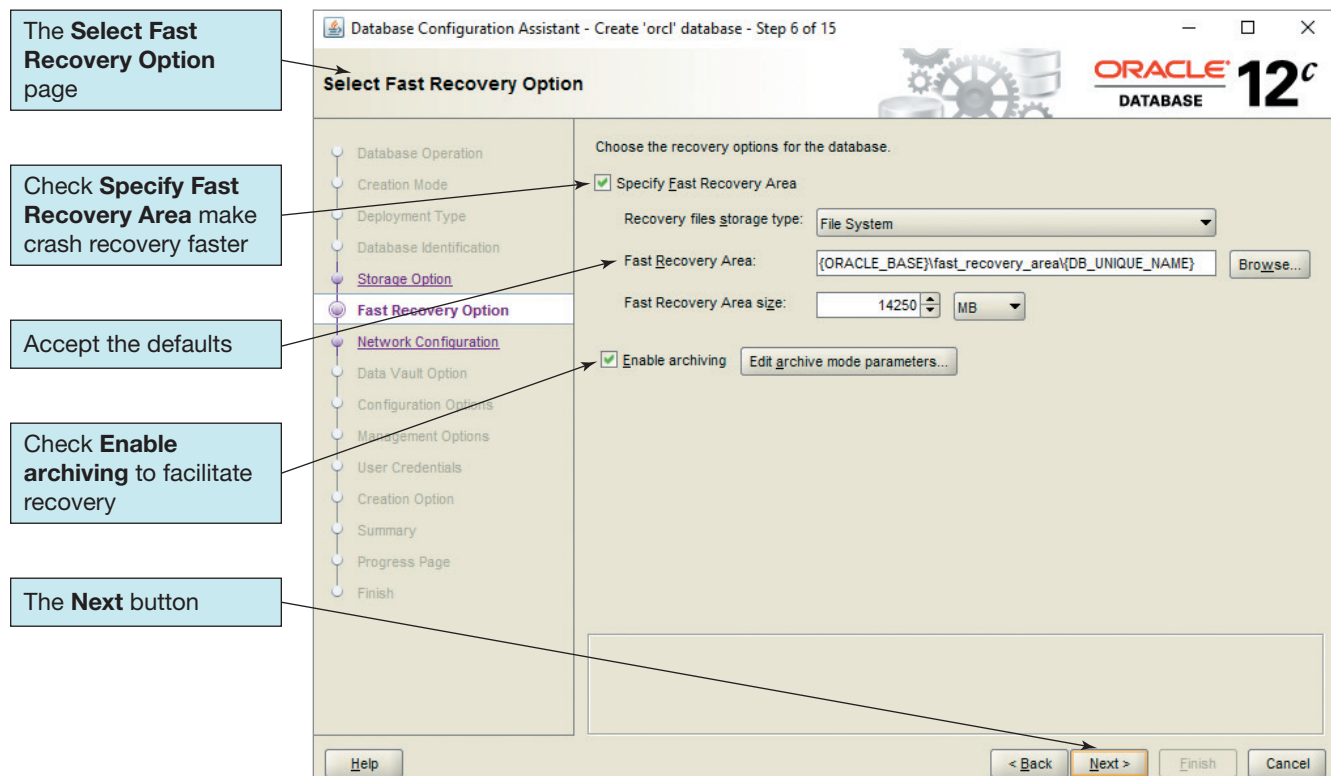 The Select Fast
Recovery Option
page
Check Specify Fast
Recovery Area make
crash recovery faster
Accept the defaults
Check Enable
archiving to facilitate
recovery
The Next button
Database Configuration Assistant - Create 'orcl' database - Step 6 of 15
Select Fast Recovery Option
ORACLE
DATABASE
12c
Database Operation
Creation Mode
Deployment Type
Database Identification
Storage Option
Fast Recovery Option
Network Configuration
Data Vault Option
Configuration Options
Management Options
User Credentials
Creation Option
Summary
Progress Page
Finish
Choose the recovery options for the database.
Specify Fast Recovery Area
Recovery files storage type: File System
Fast Recovery Area: {ORACLE_BASE}\fast_recovery_area\{DB_UNIQUE_NAME} Browse...
Fast Recovery Area size: 14250 MB
Enable archiving Edit archive mode parameters...
Help < Back Next > Finish Cancel